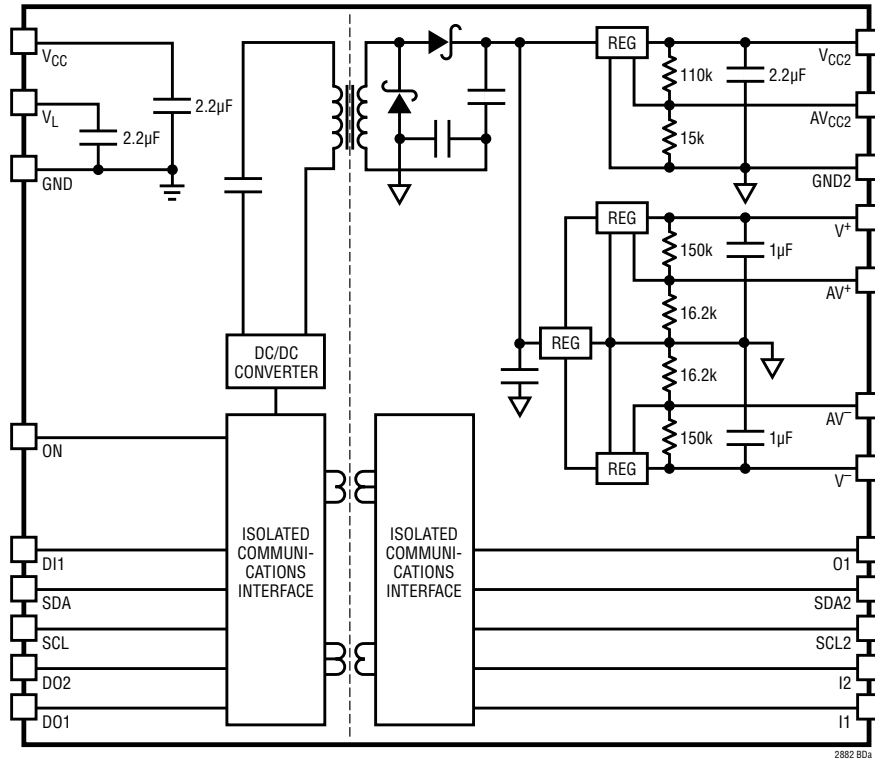 VCC
2.2µF
VL
2.2µF
GND
REG
110k
2.2µF
VCC2
AVCC2
15k
GND2
REG
150k
1µF
V+
AV+
16.2k
REG
16.2k
AV−
150k
1µF
REG
V−
DC/DC
CONVERTER
ON
ISOLATED
COMMUNI-
CATIONS
INTERFACE
ISOLATED
COMMUNI-
CATIONS
INTERFACE
DI1
SDA
SCL
DO2
DO1
O1
SDA2
SCL2
I2
I1
2882 BDa